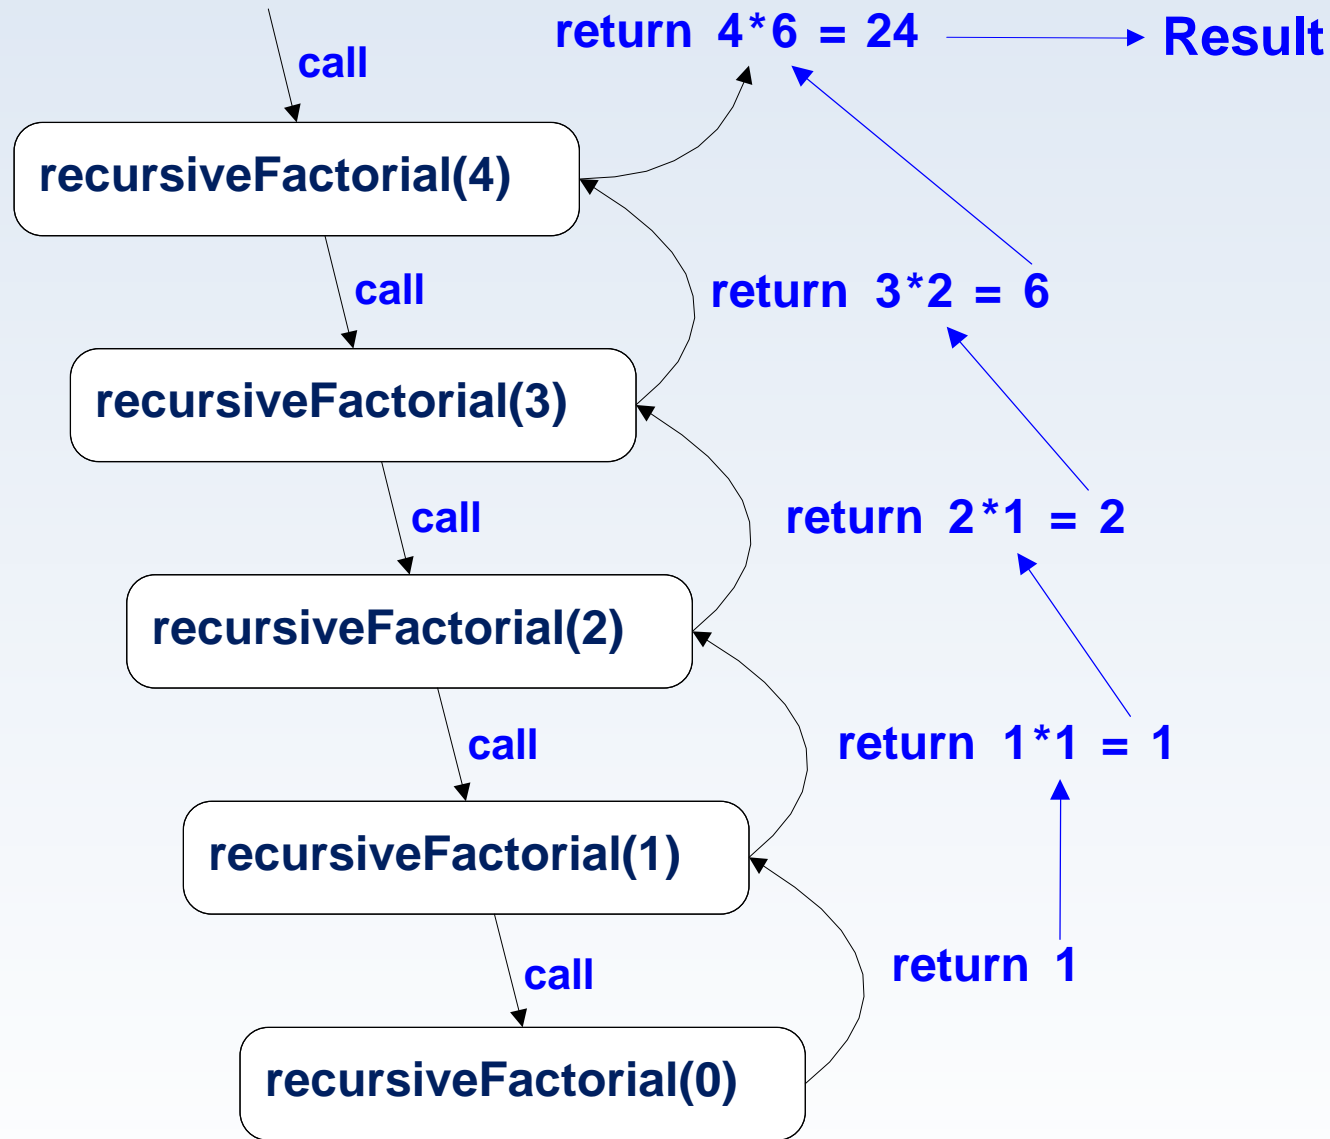 return 4*6 = 24 Result
call
recursiveFactorial(4)
call
return 3*2 = 6
recursiveFactorial(3)
call
return 2*1 = 2
recursiveFactorial(2)
call
return 1*1 = 1
recursiveFactorial(1)
call
return 1
recursiveFactorial(0)